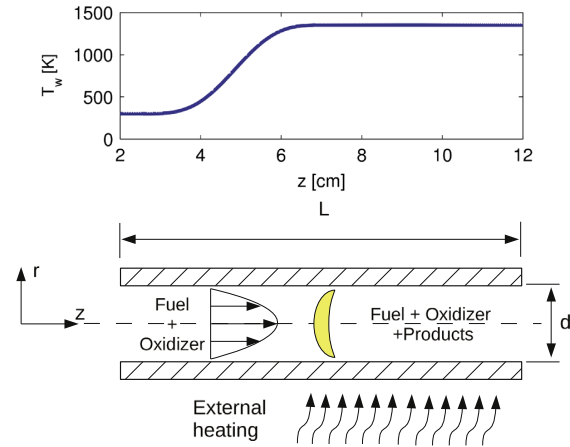 1500
1000
500
0
T_w [K]
2 4 6 8 10 12
z [cm]
L
r
z
Fuel
+
Oxidizer
Fuel + Oxidizer
+Products
d
External
heating